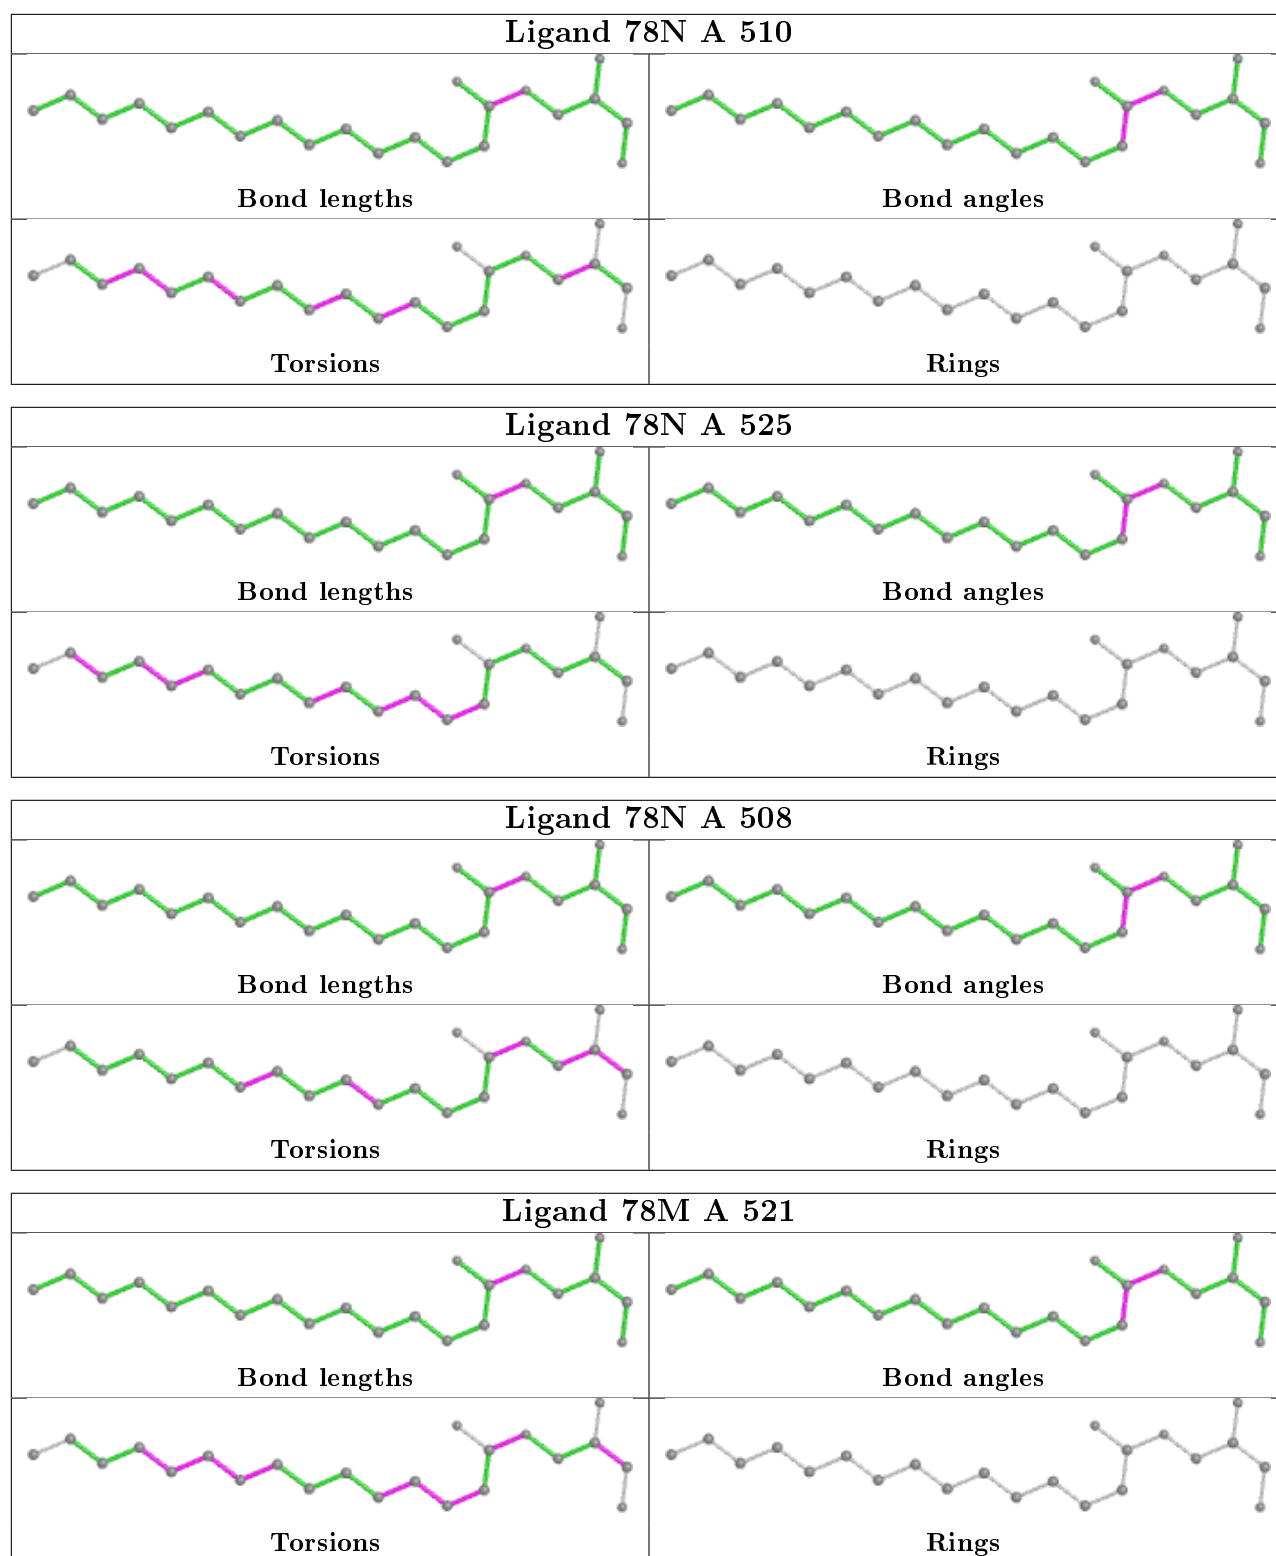 Ligand 78N A 510
Bond lengths
Bond angles
Torsions
Rings
Ligand 78N A 525
Bond lengths
Bond angles
Torsions
Rings
Ligand 78N A 508
Bond lengths
Bond angles
Torsions
Rings
Ligand 78M A 521
Bond lengths
Bond angles
Torsions
Rings